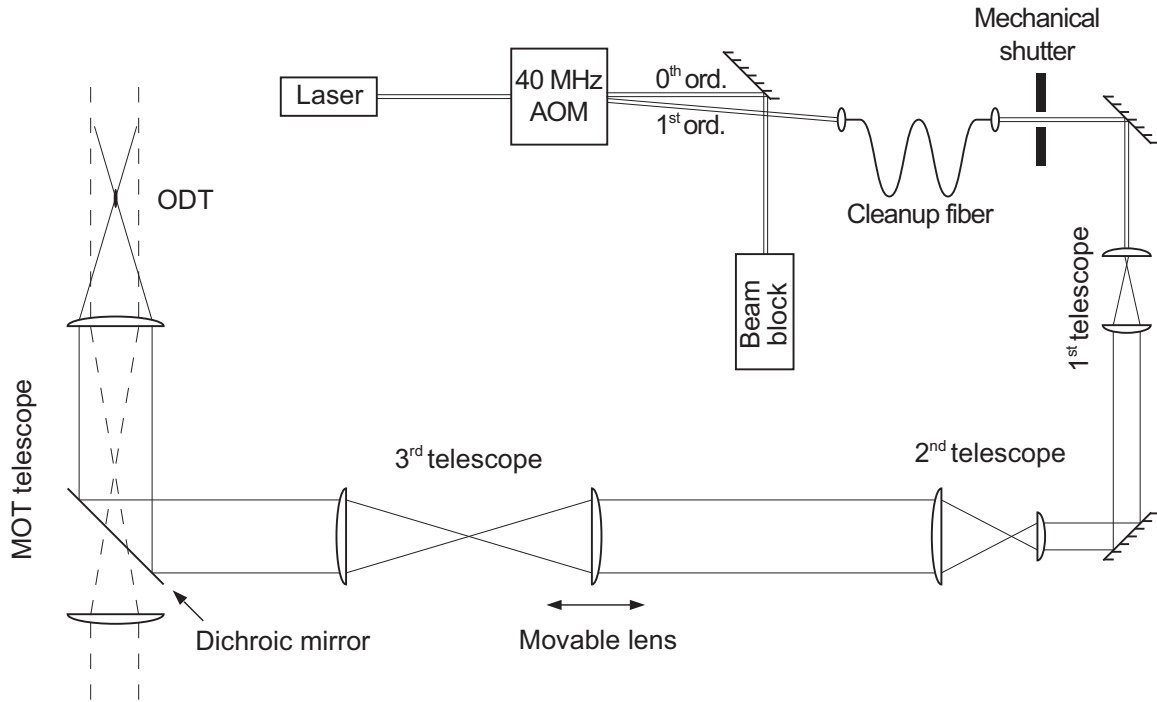 Mechanical
shutter
Laser
40 MHz
AOM
0th ord.
1st ord.
Cleanup fiber
ODT
Beam
block
1st telescope
MOT telescope
3rd telescope
2nd telescope
Dichroic mirror
Movable lens